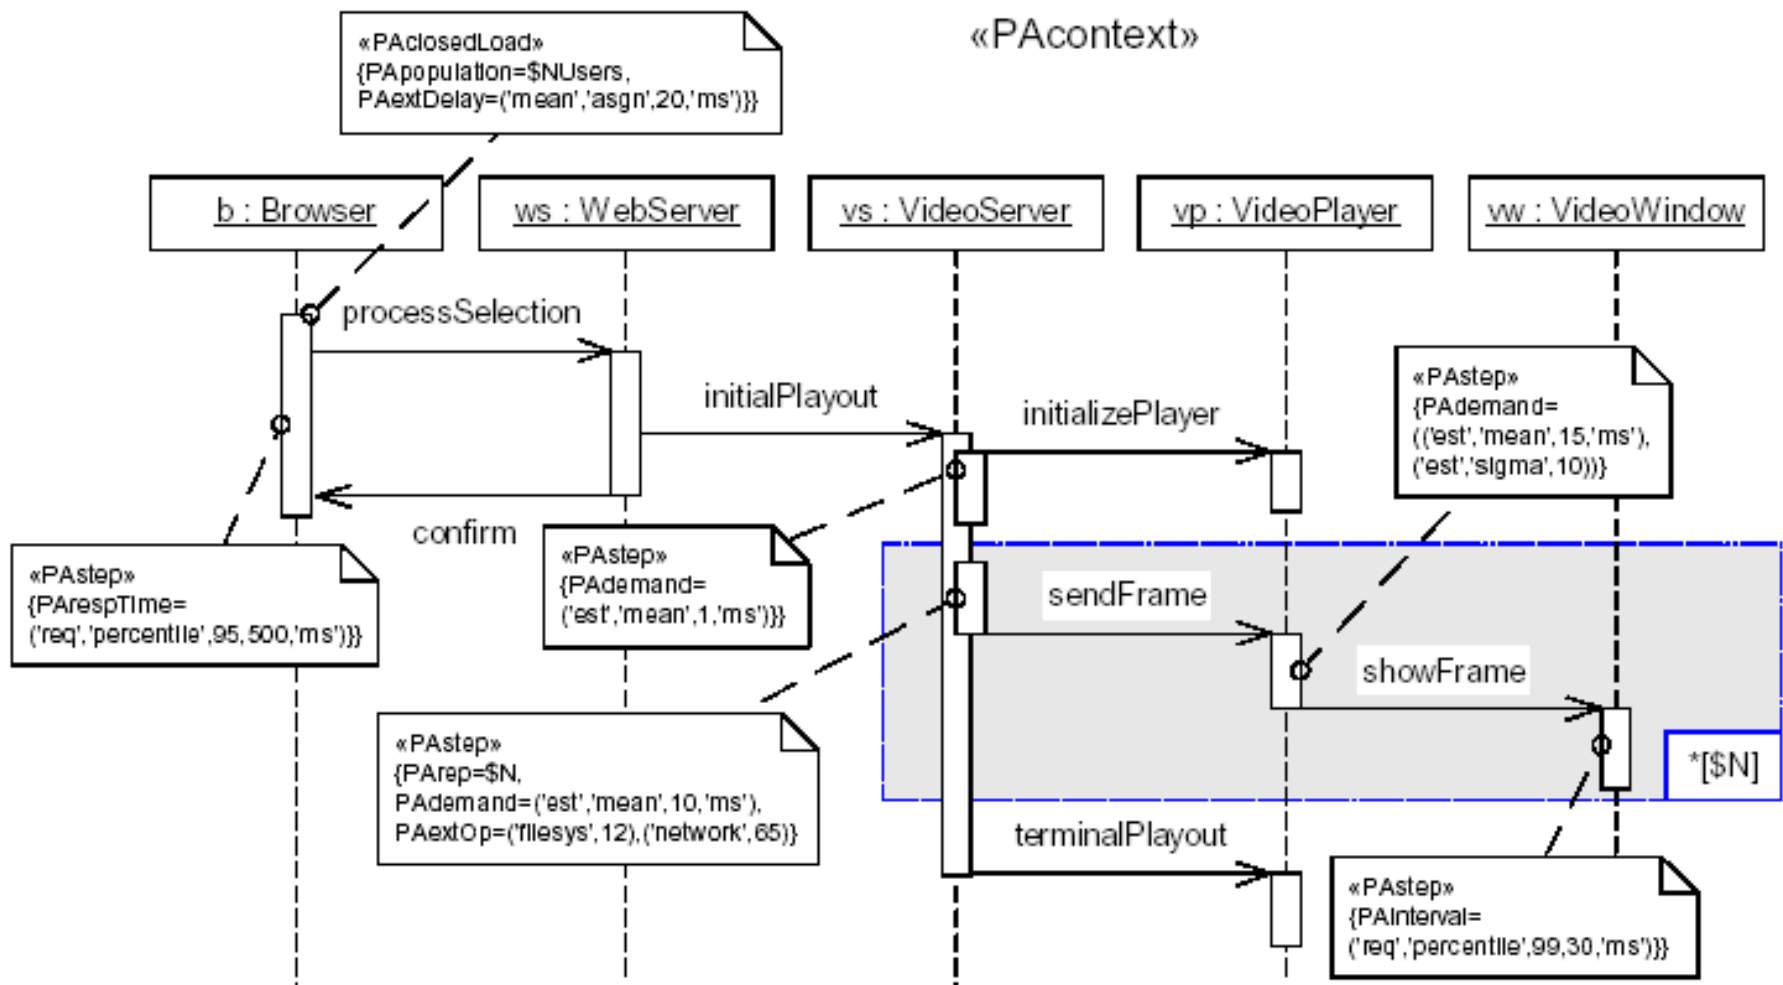 «PAclosedLoad»
{PApopulation=$NUsers,
PAextDelay=('mean','asgn',20,'ms')}}
«PAcontext»
b : Browser
ws : WebServer
vs : VideoServer
vp : VideoPlayer
vw : VideoWindow
processSelection
initialPlayout
initializePlayer
confirm
«PAstep»
{PAdemand=
(('est','mean',15,'ms'),
('est','sigma',10))}
«PAstep»
{PArespTime=
('req','percentile',95,500,'ms')}}
«PAstep»
{PAdemand=
('est','mean',1,'ms')}}
sendFrame
showFrame
«PAstep»
{PArep=$N,
PAdemand=('est','mean',10,'ms'),
PAextOp=('filesys',12),('network',65)}
*[$N]
terminalPlayout
«PAstep»
{PAInterval=
('req','percentile',99,30,'ms')}}